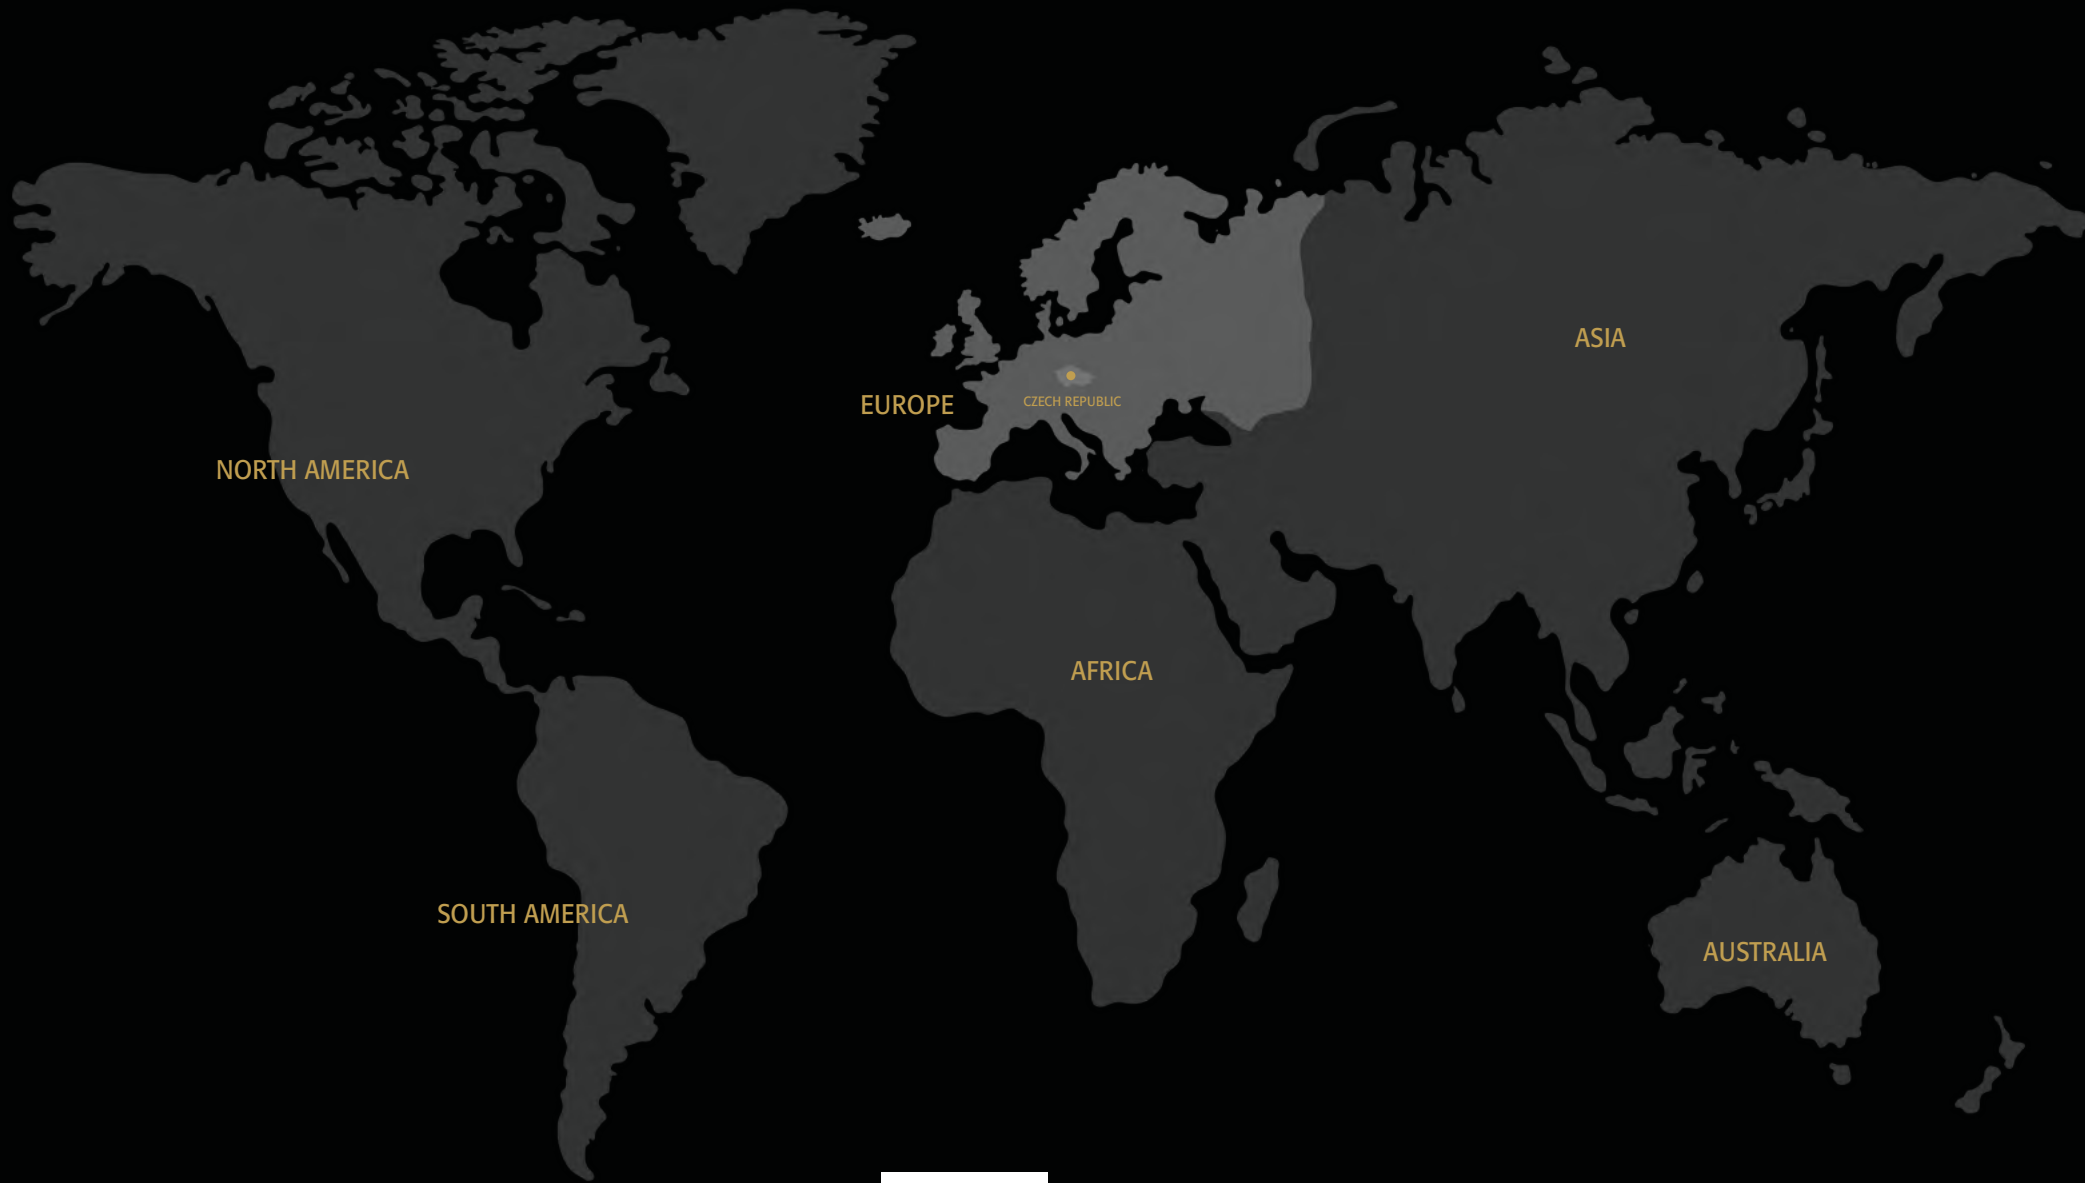 ASIA
EUROPE
CZECH REPUBLIC
NORTH AMERICA
AFRICA
SOUTH AMERICA
AUSTRALIA